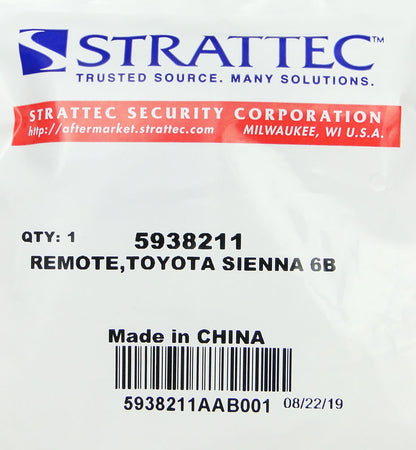 STRATTEC™
TRUSTED SOURCE. MANY SOLUTIONS.
STRATTEC SECURITY CORPORATION
http://aftermarket.strattec.com MILWAUKEE, WI U.S.A.
QTY: 1 5938211
REMOTE,TOYOTA SIENNA 6B
Made in CHINA
5938211AAB001 08/22/19